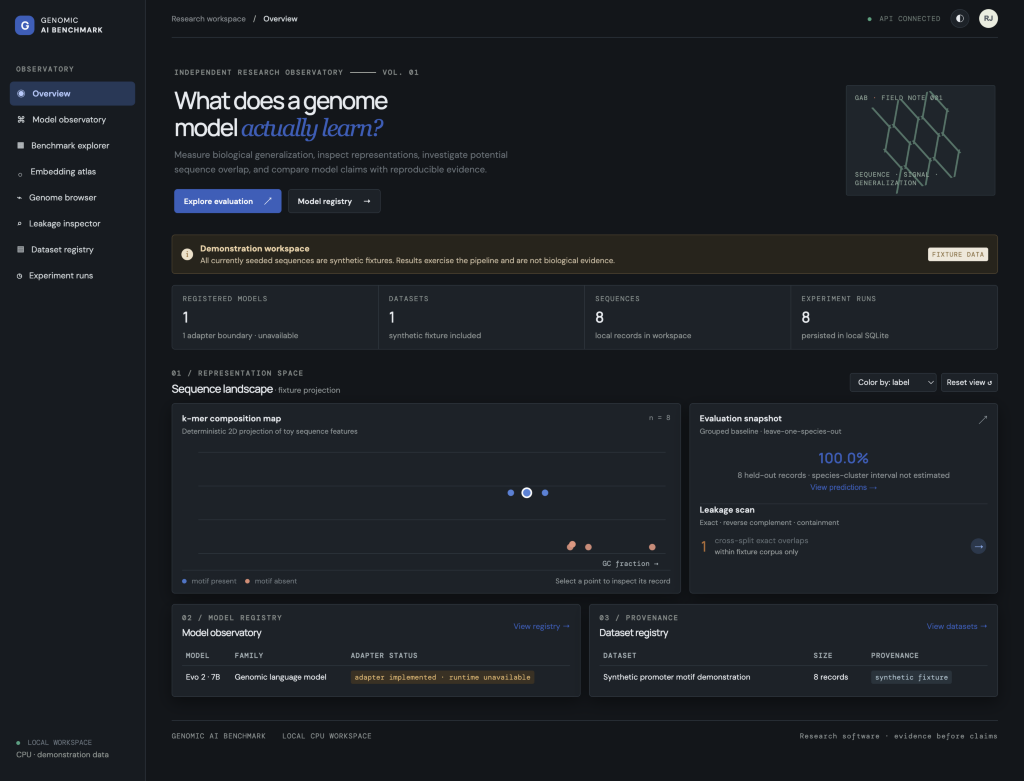 G
GENOMIC
AI BENCHMARK
OBSERVATORY
Overview
Model observatory
Benchmark explorer
Embedding atlas
Genome browser
Leakage inspector
Dataset registry
Experiment runs
LOCAL WORKSPACE
CPU · demonstration data
Research workspace / Overview
API CONNECTED
RJ
INDEPENDENT RESEARCH OBSERVATORY —— VOL. 01
What does a genome
model actually learn?
Measure biological generalization, inspect representations, investigate potential
sequence overlap, and compare model claims with reproducible evidence.
Explore evaluation ↗
Model registry →
GAB · FIELD NOTE 001
SEQUENCE · SIGNAL ·
GENERALIZATION
Demonstration workspace
All currently seeded sequences are synthetic fixtures. Results exercise the pipeline and are not biological evidence.
FIXTURE DATA
REGISTERED MODELS
1
1 adapter boundary · unavailable
DATASETS
1
synthetic fixture included
SEQUENCES
8
local records in workspace
EXPERIMENT RUNS
8
persisted in local SQLite
01 / REPRESENTATION SPACE
Sequence landscape · fixture projection
Color by: label
Reset view ↺
k-mer composition map
n = 8
Deterministic 2D projection of toy sequence features
GC fraction →
motif present
motif absent
Select a point to inspect its record
Evaluation snapshot
Grouped baseline · leave-one-species-out
100.0%
8 held-out records · species-cluster interval not estimated
View predictions →
Leakage scan
Exact · reverse complement · containment
1
cross-split exact overlaps
within fixture corpus only
→
02 / MODEL REGISTRY
Model observatory
View registry →
MODEL FAMILY ADAPTER STATUS
Evo 2 · 7B Genomic language model adapter implemented · runtime unavailable
03 / PROVENANCE
Dataset registry
View datasets →
DATASET SIZE PROVENANCE
Synthetic promoter motif demonstration 8 records synthetic fixture
GENOMIC AI BENCHMARK LOCAL CPU WORKSPACE
Research software · evidence before claims